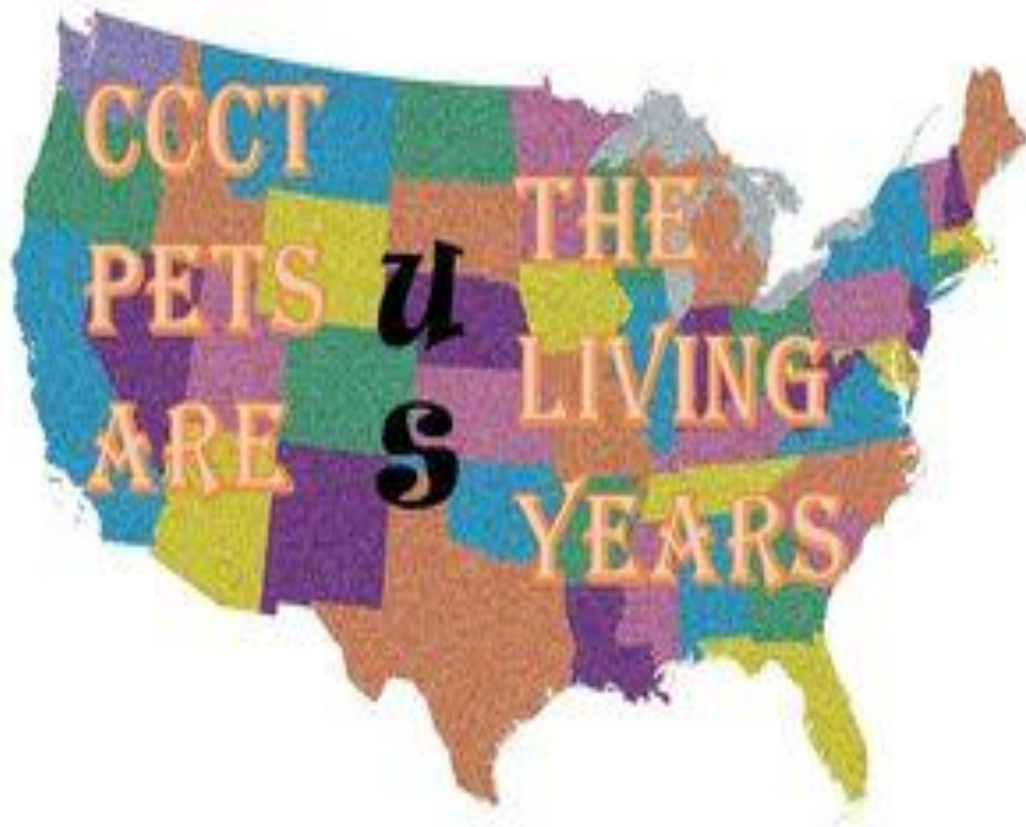 CCCT
PETS
ARE
u
s
THE
LIVING
YEARS